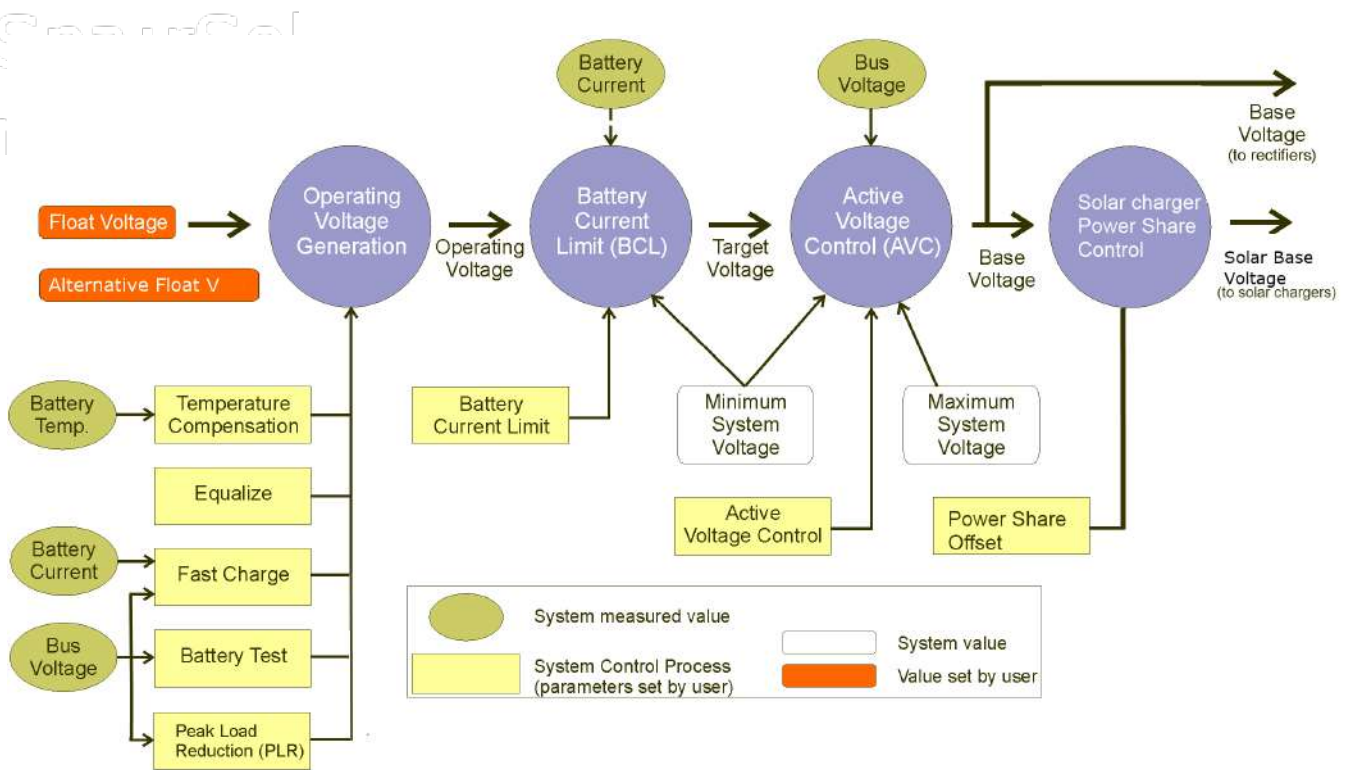 Battery
Current
Bus
Voltage
Base
Voltage
(to rectifiers)
Float Voltage
Alternative Float V
Operating
Voltage
Generation
Operating
Voltage
Battery
Current
Limit (BCL)
Target
Voltage
Active
Voltage
Control (AVC)
Base
Voltage
Solar charger
Power Share
Control
Solar Base
Voltage
(to solar chargers)
Battery
Temp.
Temperature
Compensation
Battery
Current Limit
Minimum
System
Voltage
Maximum
System
Voltage
Equalize
Active
Voltage Control
Power Share
Offset
Battery
Current
Fast Charge
Bus
Voltage
Battery Test
Peak Load
Reduction (PLR)
System measured value
System Control Process
(parameters set by user)
System value
Value set by user